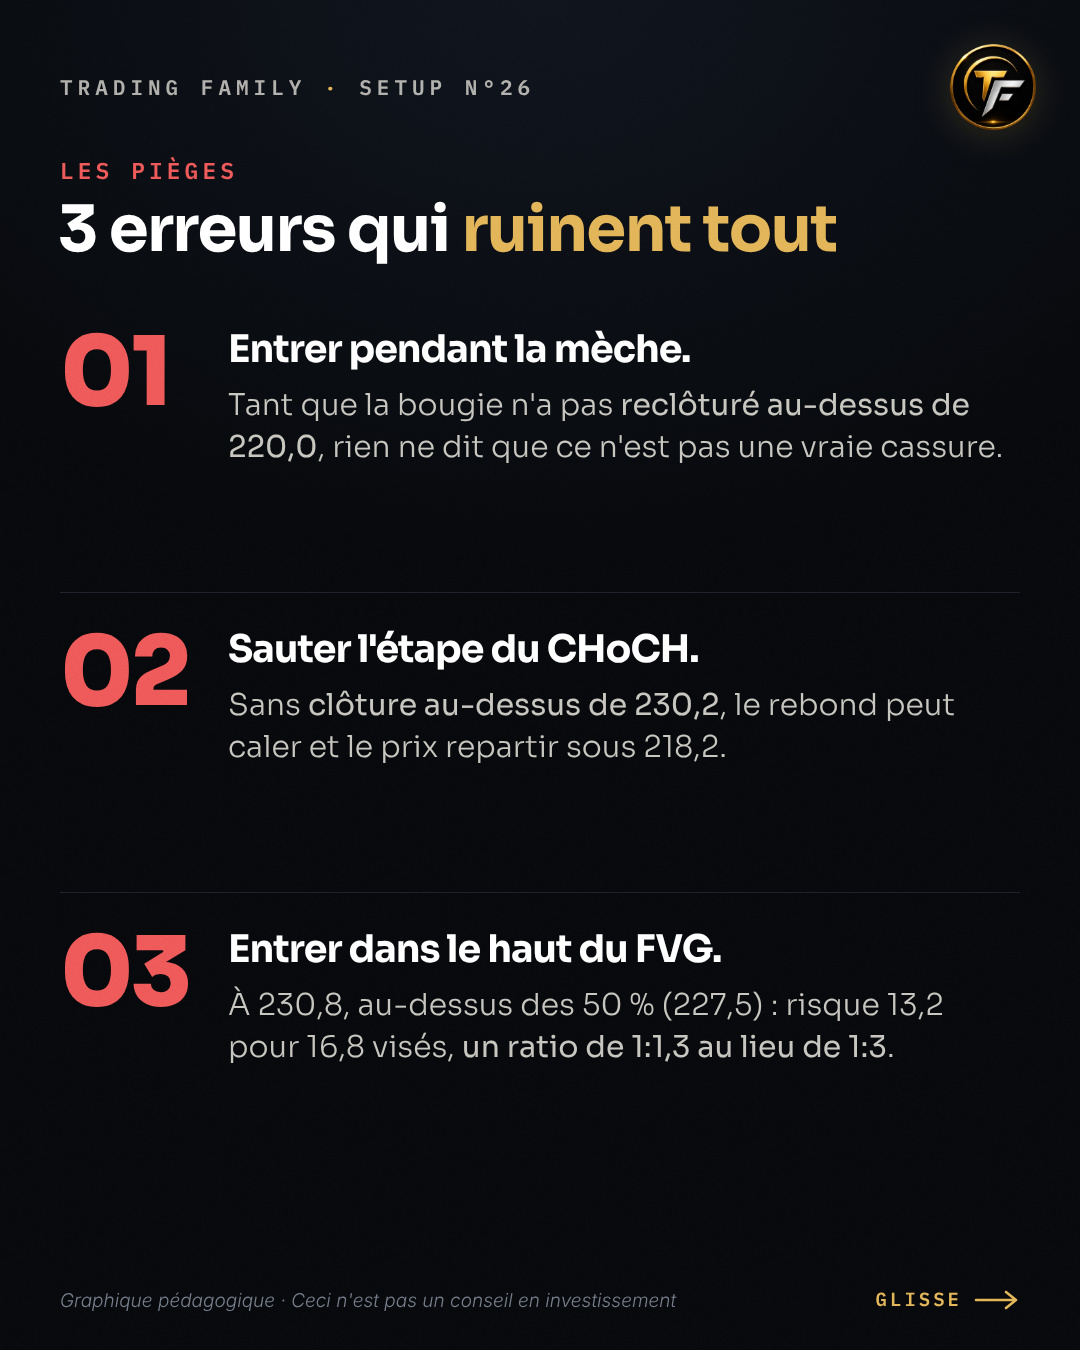 TRADING FAMILY · SETUP N°26
TF
LES PIÈGES
3 erreurs qui ruinent tout
01
Entrer pendant la mèche.
Tant que la bougie n'a pas reclôturé au-dessus de
220,0, rien ne dit que ce n'est pas une vraie cassure.
02
Sauter l'étape du CHoCH.
Sans clôture au-dessus de 230,2, le rebond peut
caler et le prix repartir sous 218,2.
03
Entrer dans le haut du FVG.
À 230,8, au-dessus des 50 % (227,5) : risque 13,2
pour 16,8 visés, un ratio de 1:1,3 au lieu de 1:3.
Graphique pédagogique · Ceci n'est pas un conseil en investissement
GLISSE →